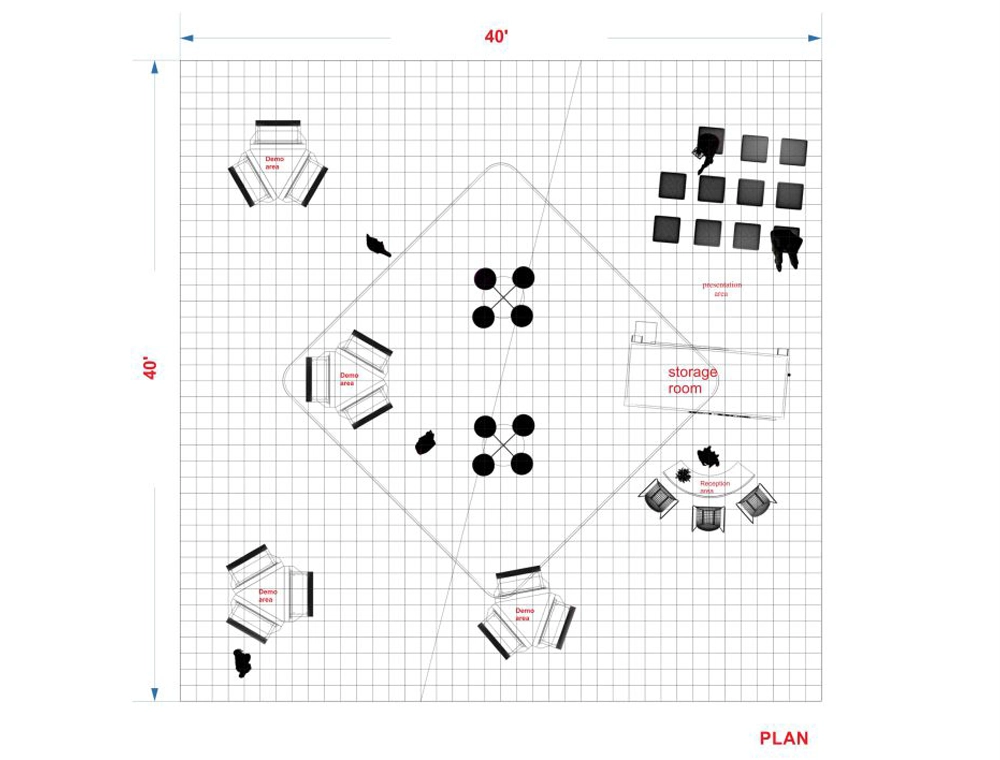 40'
Demo
area
presentation
area
40'
storage
room
Demo
area
Reception
area
Demo
area
Demo
area
PLAN